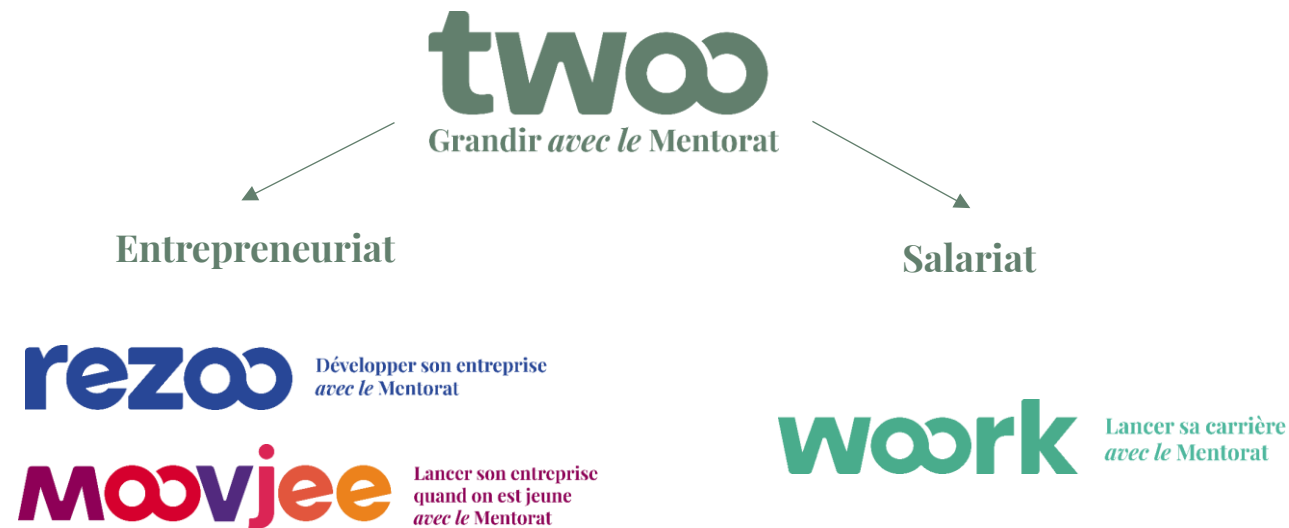 twoo
Grandir avec le Mentorat
Entrepreneuriat
Salariat
rezoo
Développer son entreprise
avec le Mentorat
Moovjee
Lancer son entreprise
quand on est jeune
avec le Mentorat
woork
Lancer sa carrière
avec le Mentorat